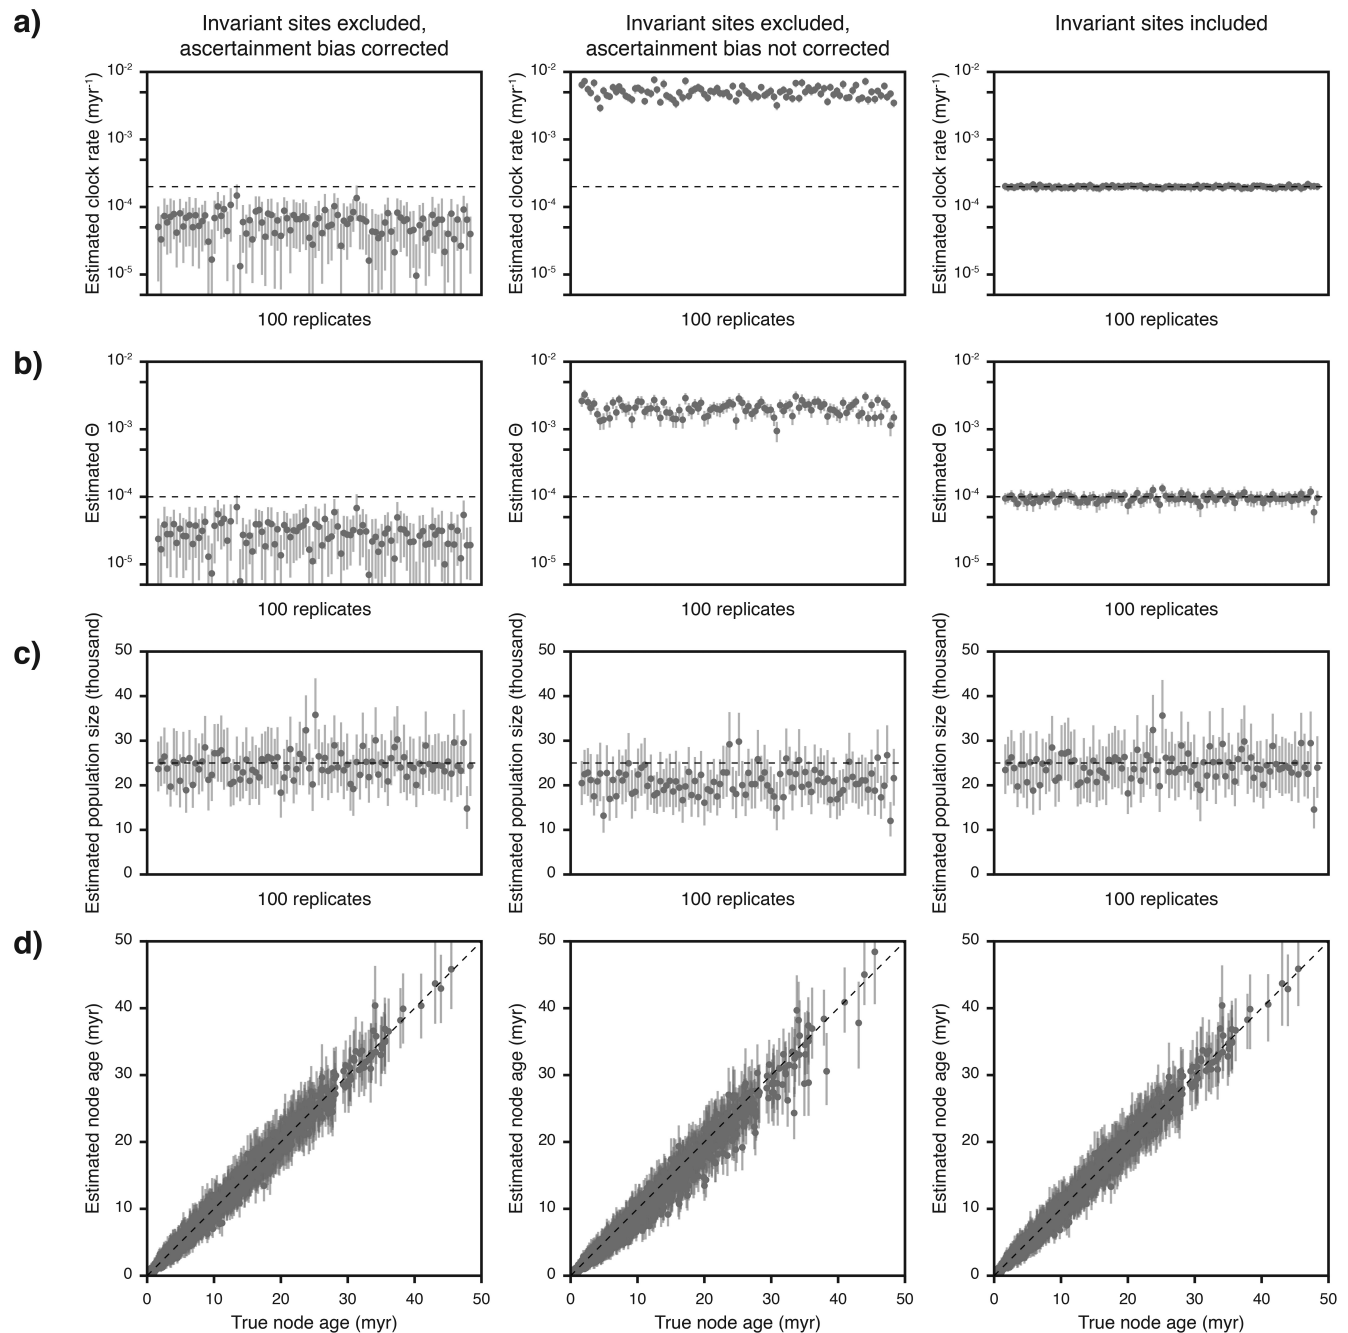 a)
Invariant sites excluded,
ascertainment bias corrected
Invariant sites excluded,
ascertainment bias not corrected
Invariant sites included
Estimated clock rate (myr⁻¹)
10⁻²
10⁻³
10⁻⁴
10⁻⁵
100 replicates
Estimated clock rate (myr⁻¹)
10⁻²
10⁻³
10⁻⁴
10⁻⁵
100 replicates
Estimated clock rate (myr⁻¹)
10⁻²
10⁻³
10⁻⁴
10⁻⁵
100 replicates
b)
Estimated Θ
10⁻²
10⁻³
10⁻⁴
10⁻⁵
100 replicates
Estimated Θ
10⁻²
10⁻³
10⁻⁴
10⁻⁵
100 replicates
Estimated Θ
10⁻²
10⁻³
10⁻⁴
10⁻⁵
100 replicates
c)
Estimated population size (thousand)
50
40
30
20
10
0
100 replicates
Estimated population size (thousand)
50
40
30
20
10
0
100 replicates
Estimated population size (thousand)
50
40
30
20
10
0
100 replicates
d)
Estimated node age (myr)
50
40
30
20
10
0
0 10 20 30 40 50
True node age (myr)
Estimated node age (myr)
50
40
30
20
10
0
0 10 20 30 40 50
True node age (myr)
Estimated node age (myr)
50
40
30
20
10
0
0 10 20 30 40 50
True node age (myr)